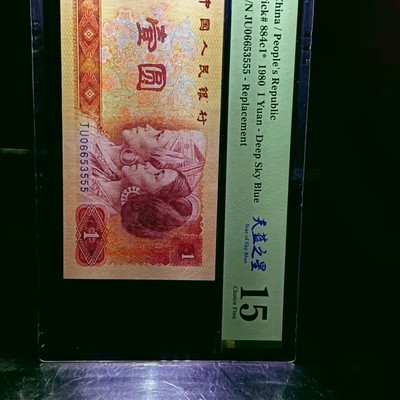 中国人民银行
壹圆
JU06653555
1
1
China / People's Republic
Pick# 884c1* 1980 1 Yuan - Deep Sky Blue
S/N JU06653555 - Replacement
天蓝之星
Star of Sky Blue
15
Choice Fine